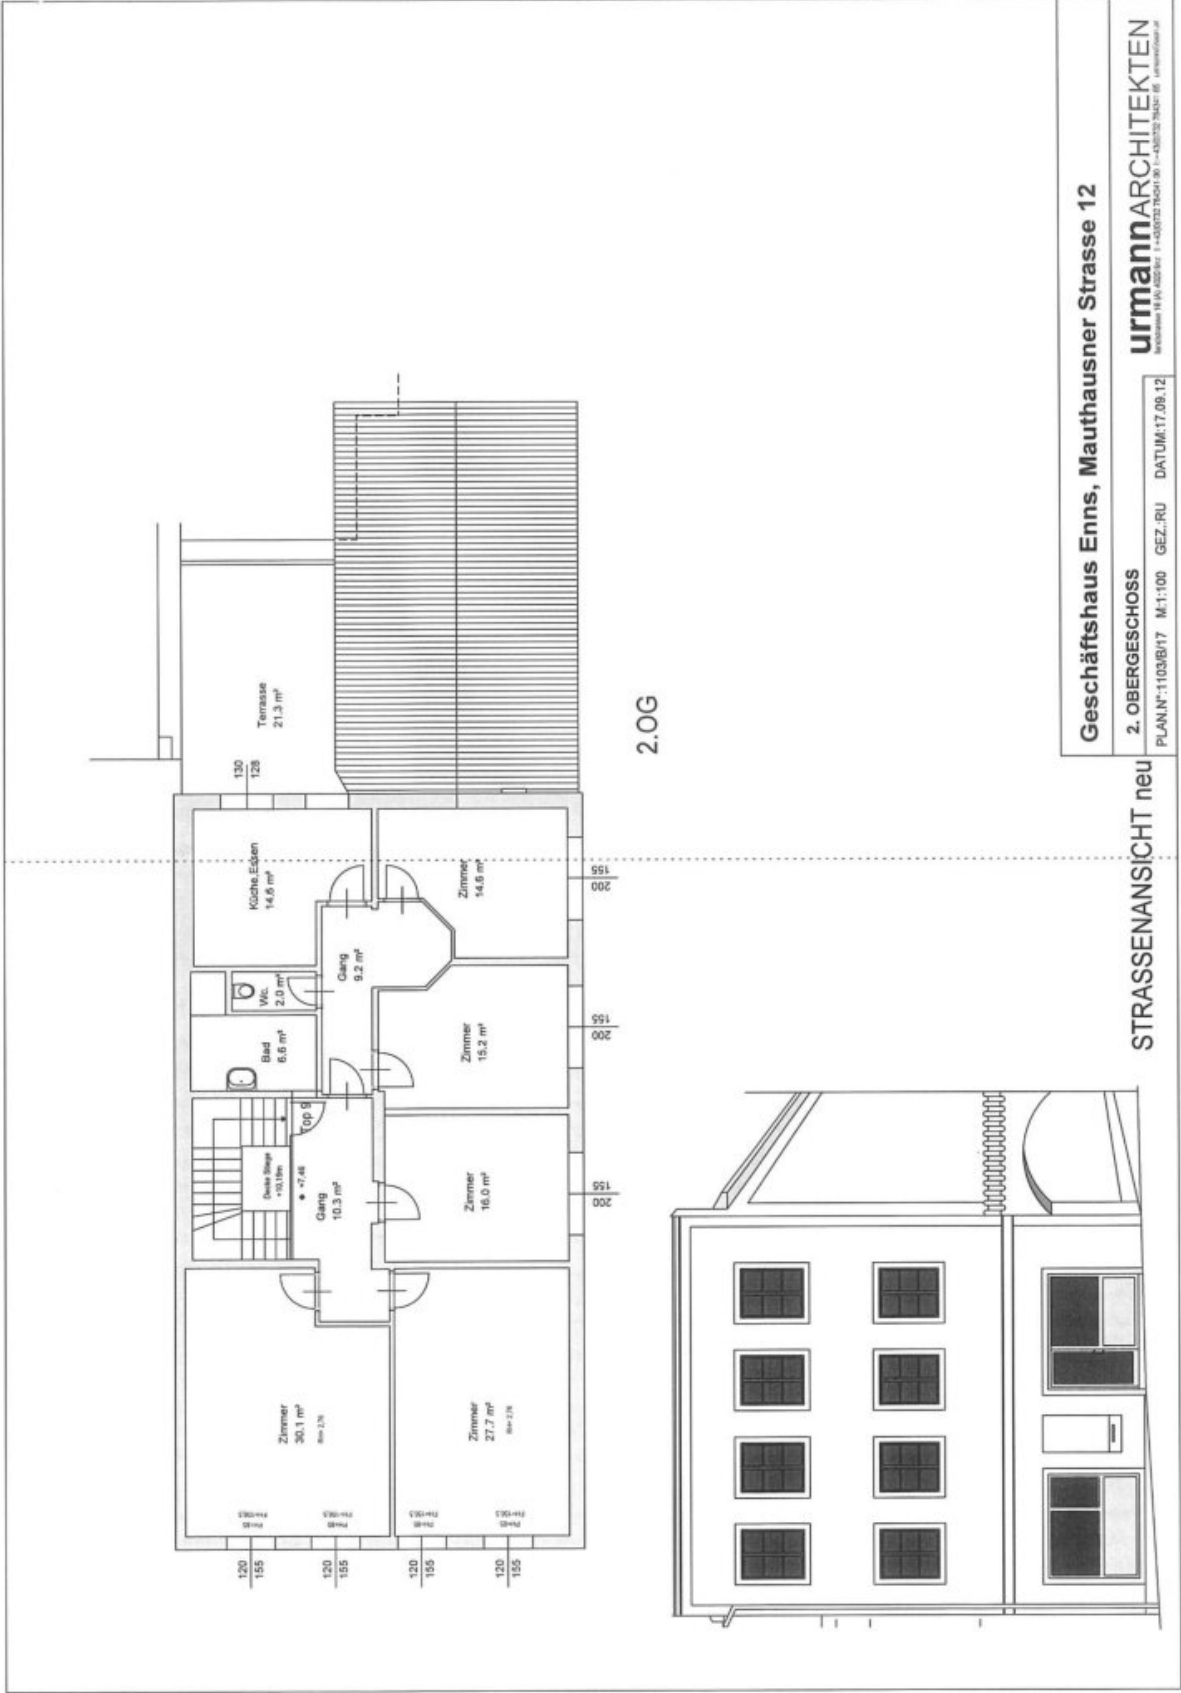 Terrasse
21.3 m²
130
128
Küche,Essen
14,6 m²
Zimmer
14.6 m²
155
200
Gang
9.2 m²
Wc.
2.0 m²
Bad
6,6 m²
Zimmer
15.2 m²
155
200
Top 9
Decke Stiege
+7,46
Gang
10.3 m²
Zimmer
16.0 m²
155
200
Zimmer
30.1 m²
Zimmer
27.7 m²
120
155
120
155
120
155
120
155
2.OG
STRASSENANSICHT neu
Geschäftshaus Enns, Mauthausner Strasse 12
2. OBERGESCHOSS
PLAN.N°:1103/B/17 M:1:100 GEZ.:RU DATUM:17.09.12
urmannARCHITEKTEN